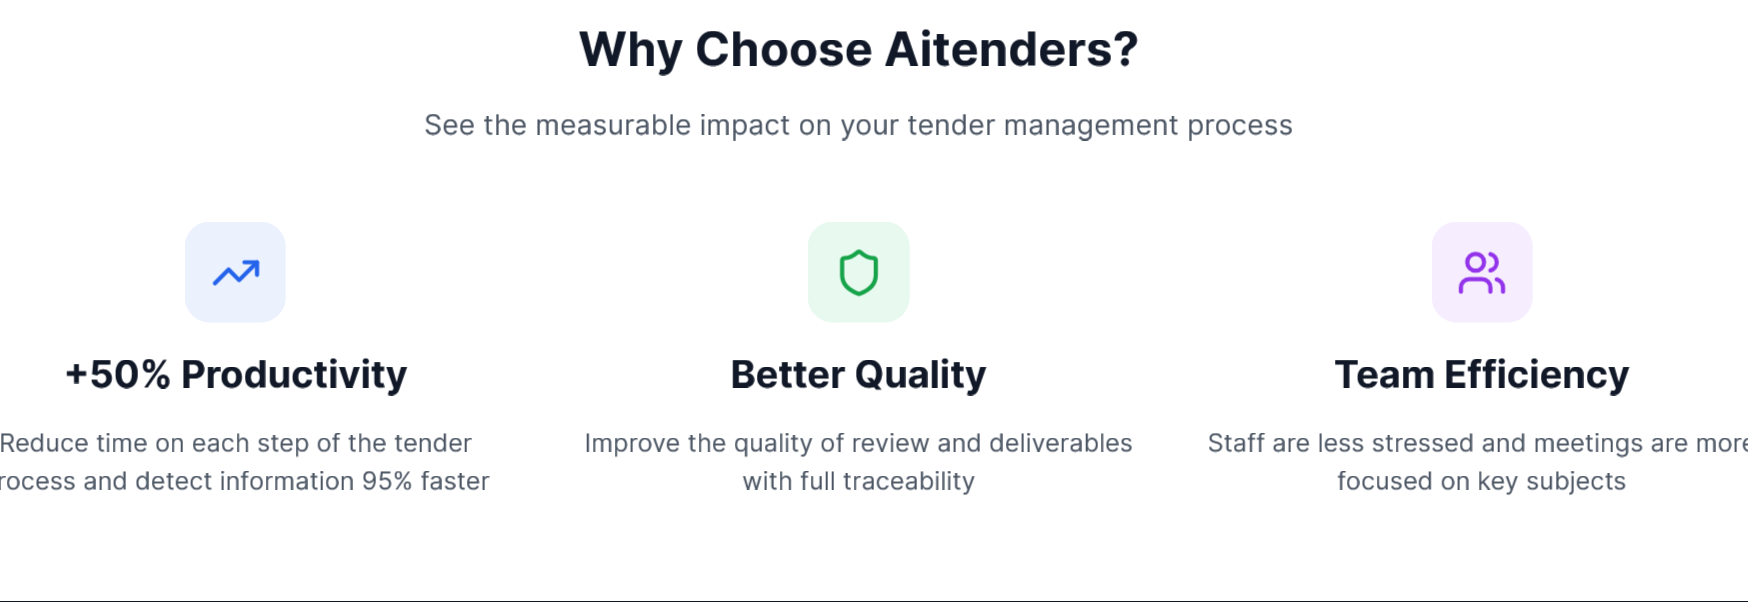 Why Choose Aitenders?
See the measurable impact on your tender management process
+50% Productivity
Reduce time on each step of the tender
rocess and detect information 95% faster
Better Quality
Improve the quality of review and deliverables
with full traceability
Team Efficiency
Staff are less stressed and meetings are more
focused on key subjects